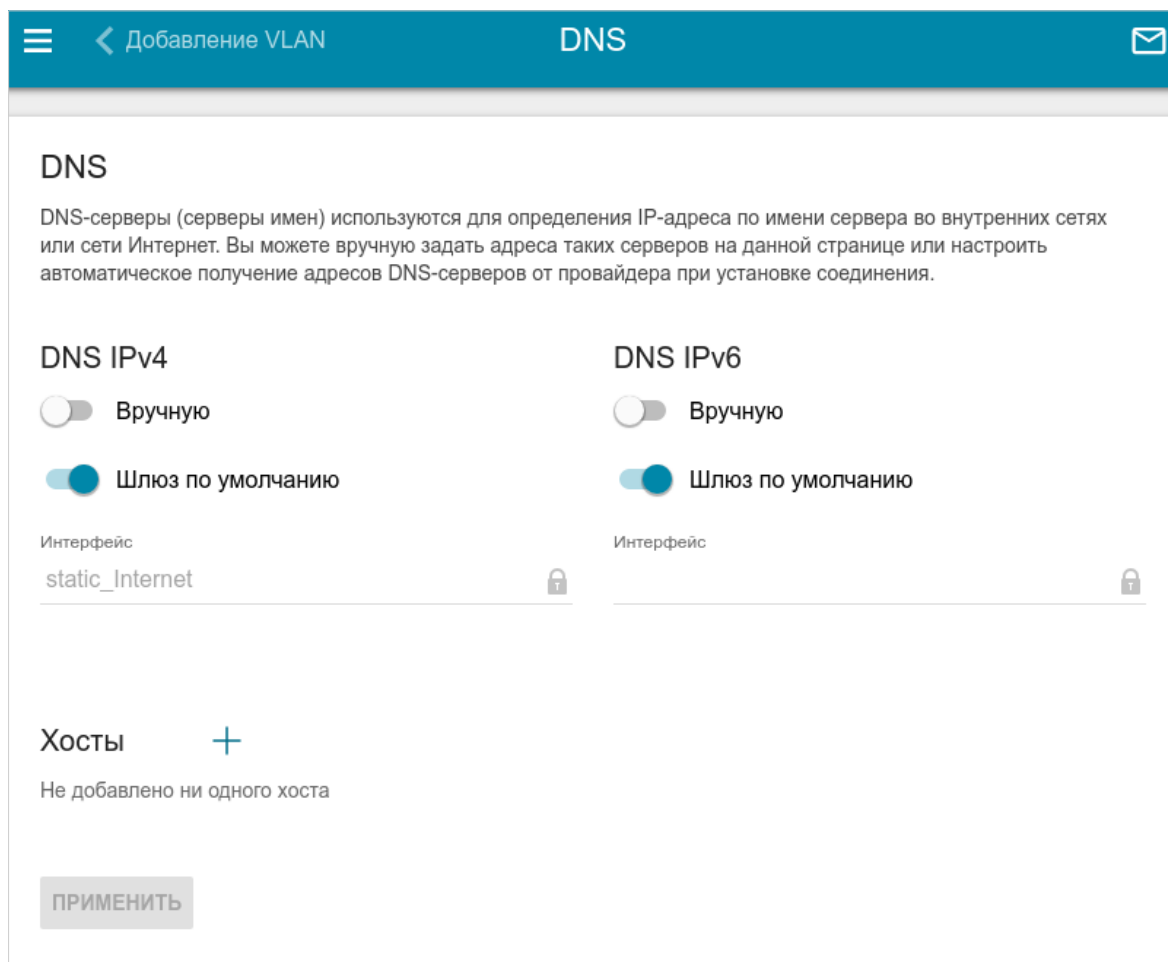 Добавление VLAN
DNS
DNS
DNS-серверы (серверы имен) используются для определения IP-адреса по имени сервера во внутренних сетях
или сети Интернет. Вы можете вручную задать адреса таких серверов на данной странице или настроить
автоматическое получение адресов DNS-серверов от провайдера при установке соединения.
DNS IPv4
Вручную
Шлюз по умолчанию
Интерфейс
static_Internet
DNS IPv6
Вручную
Шлюз по умолчанию
Интерфейс
Хосты
Не добавлено ни одного хоста
ПРИМЕНИТЬ